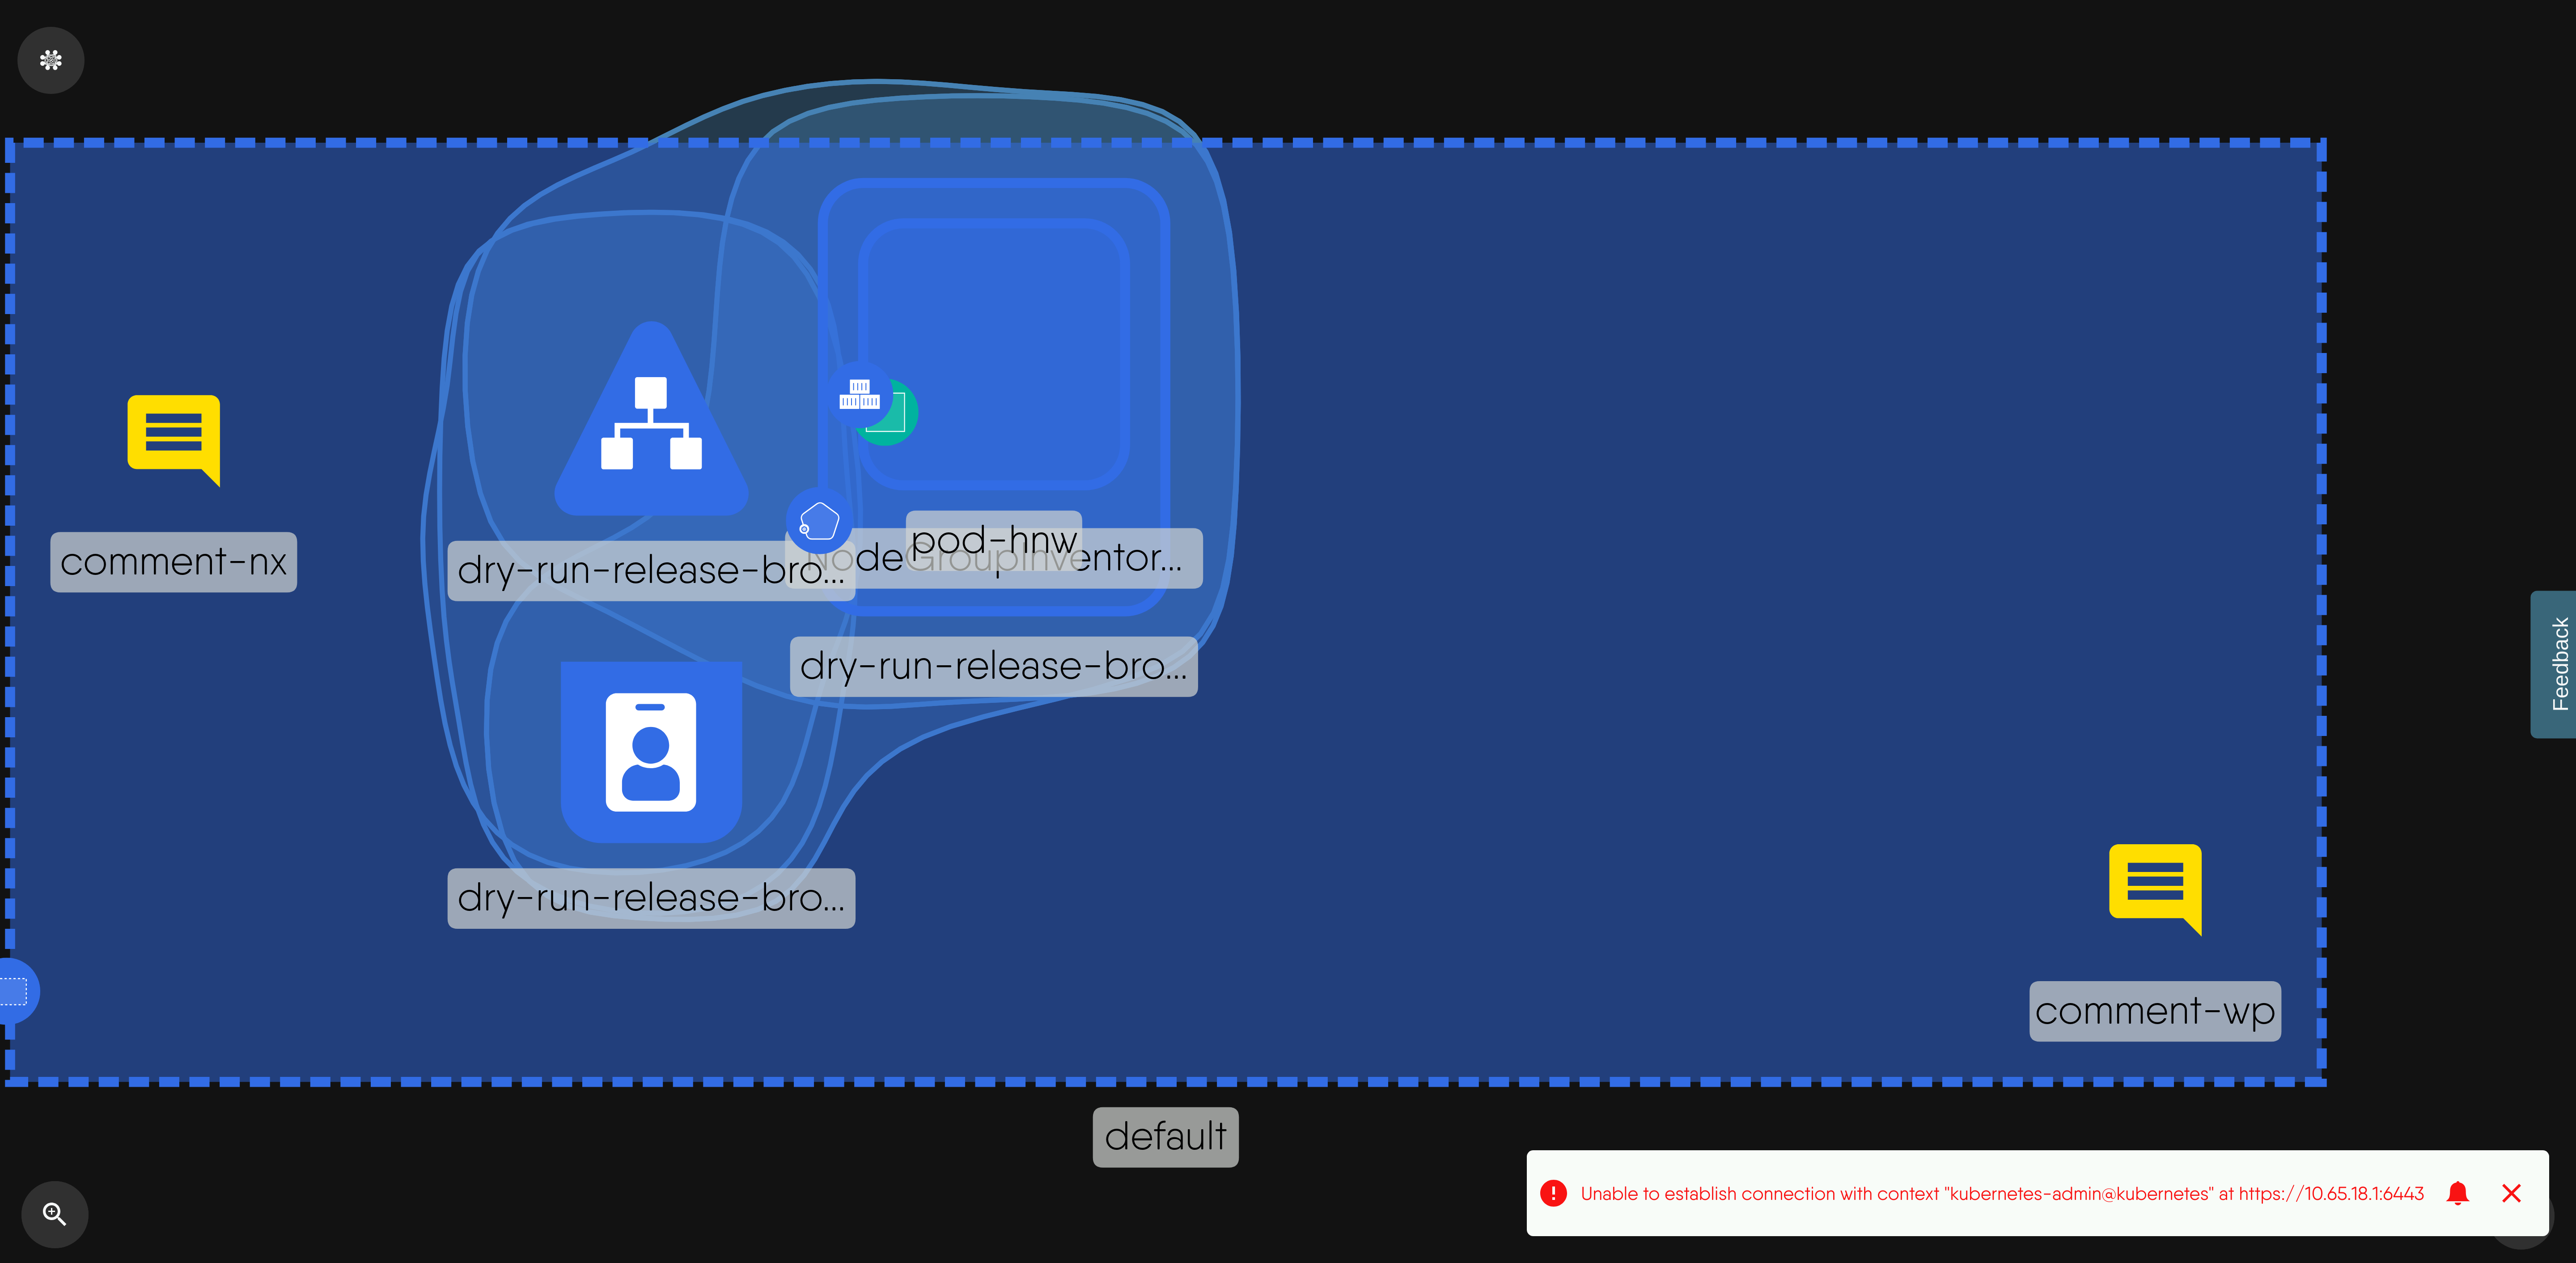 comment-nx
dry-run-release-bro...
pod-hnw
NodeGroupInventor...
dry-run-release-bro...
dry-run-release-bro...
comment-wp
default
Feedback
Unable to establish connection with context "kubernetes-admin@kubernetes" at https://10.65.18.1:6443